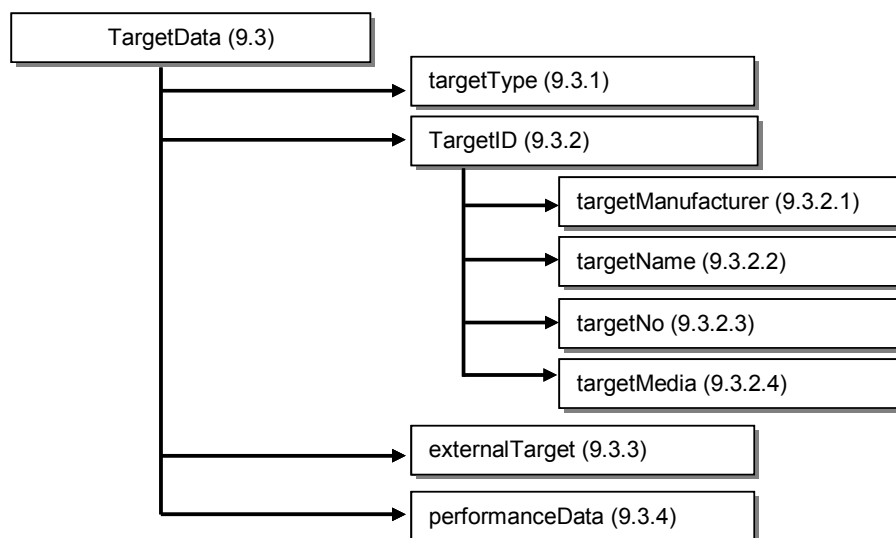 TargetData (9.3)
targetType (9.3.1)
TargetID (9.3.2)
targetManufacturer (9.3.2.1)
targetName (9.3.2.2)
targetNo (9.3.2.3)
targetMedia (9.3.2.4)
externalTarget (9.3.3)
performanceData (9.3.4)